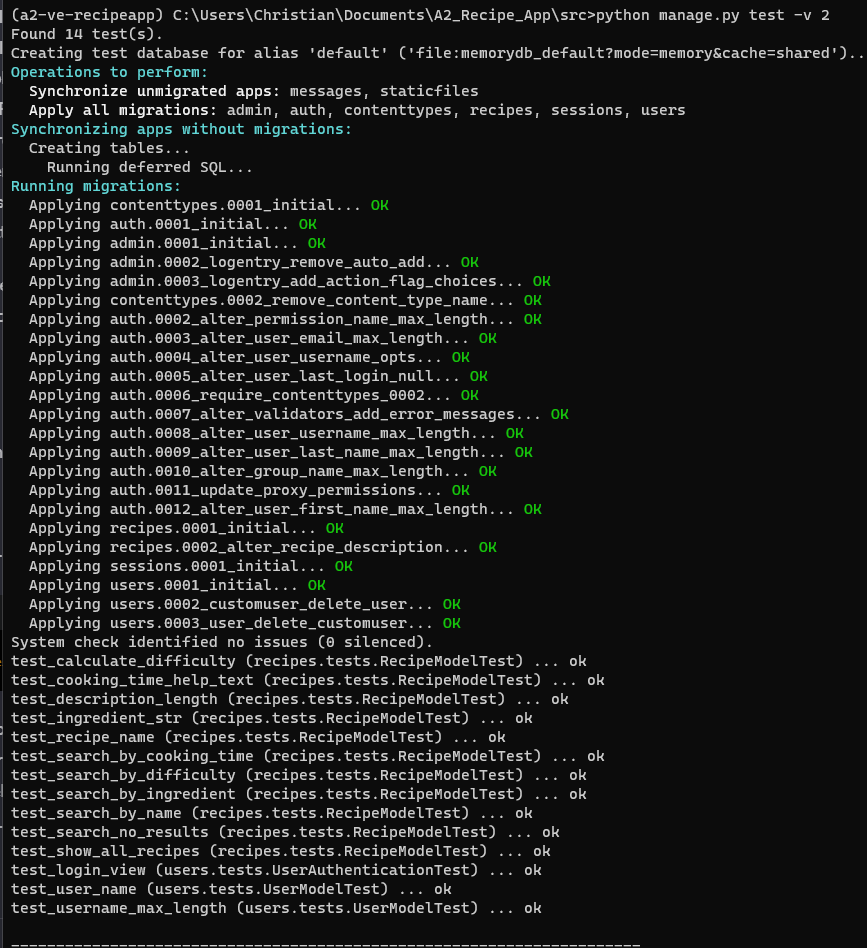 (a2-ve-recipeapp) C:\Users\Christian\Documents\A2_Recipe_App\src>python manage.py test -v 2
Found 14 test(s).
Creating test database for alias 'default' ('file:memorydb_default?mode=memory&cache=shared')..
Operations to perform:
  Synchronize unmigrated apps: messages, staticfiles
  Apply all migrations: admin, auth, contenttypes, recipes, sessions, users
Synchronizing apps without migrations:
  Creating tables...
    Running deferred SQL...
Running migrations:
  Applying contenttypes.0001_initial... OK
  Applying auth.0001_initial... OK
  Applying admin.0001_initial... OK
  Applying admin.0002_logentry_remove_auto_add... OK
  Applying admin.0003_logentry_add_action_flag_choices... OK
  Applying contenttypes.0002_remove_content_type_name... OK
  Applying auth.0002_alter_permission_name_max_length... OK
  Applying auth.0003_alter_user_email_max_length... OK
  Applying auth.0004_alter_user_username_opts... OK
  Applying auth.0005_alter_user_last_login_null... OK
  Applying auth.0006_require_contenttypes_0002... OK
  Applying auth.0007_alter_validators_add_error_messages... OK
  Applying auth.0008_alter_user_username_max_length... OK
  Applying auth.0009_alter_user_last_name_max_length... OK
  Applying auth.0010_alter_group_name_max_length... OK
  Applying auth.0011_update_proxy_permissions... OK
  Applying auth.0012_alter_user_first_name_max_length... OK
  Applying recipes.0001_initial... OK
  Applying recipes.0002_alter_recipe_description... OK
  Applying sessions.0001_initial... OK
  Applying users.0001_initial... OK
  Applying users.0002_customuser_delete_user... OK
  Applying users.0003_user_delete_customuser... OK
System check identified no issues (0 silenced).
test_calculate_difficulty (recipes.tests.RecipeModelTest) ... ok
test_cooking_time_help_text (recipes.tests.RecipeModelTest) ... ok
test_description_length (recipes.tests.RecipeModelTest) ... ok
test_ingredient_str (recipes.tests.RecipeModelTest) ... ok
test_recipe_name (recipes.tests.RecipeModelTest) ... ok
test_search_by_cooking_time (recipes.tests.RecipeModelTest) ... ok
test_search_by_difficulty (recipes.tests.RecipeModelTest) ... ok
test_search_by_ingredient (recipes.tests.RecipeModelTest) ... ok
test_search_by_name (recipes.tests.RecipeModelTest) ... ok
test_search_no_results (recipes.tests.RecipeModelTest) ... ok
test_show_all_recipes (recipes.tests.RecipeModelTest) ... ok
test_login_view (users.tests.UserAuthenticationTest) ... ok
test_user_name (users.tests.UserModelTest) ... ok
test_username_max_length (users.tests.UserModelTest) ... ok
----------------------------------------------------------------------